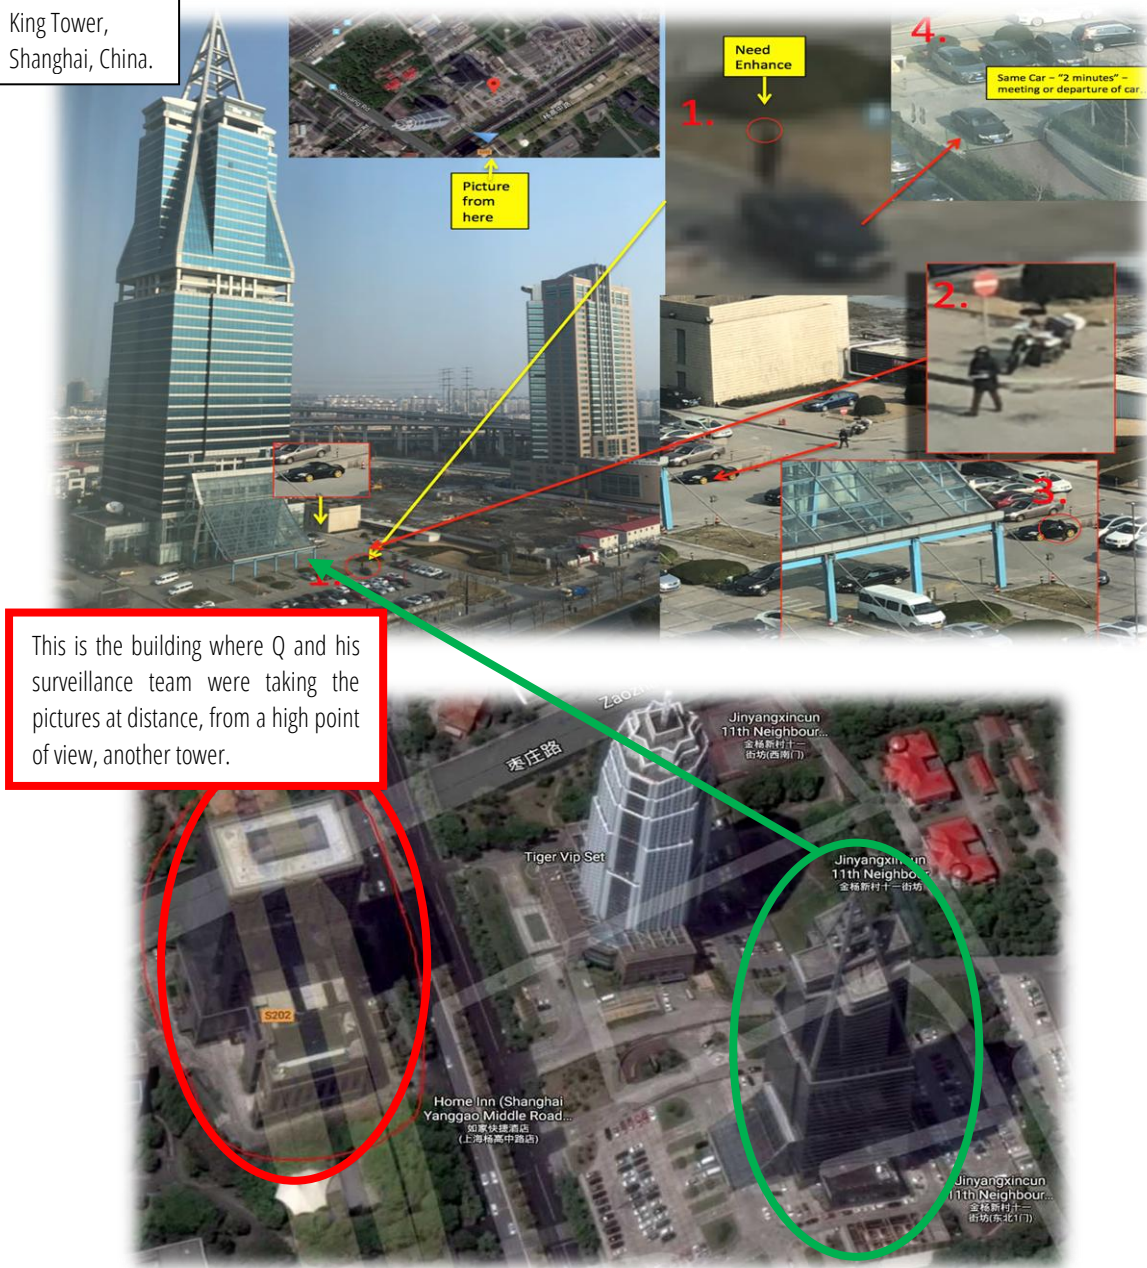 King Tower,
Shanghai, China.
Need
Enhance
1.
4.
Same Car – "2 minutes" –
meeting or departure of car..
Picture
from
here
2.
3.
1.
This is the building where Q and his
surveillance team were taking the
pictures at distance, from a high point
of view, another tower.
枣庄路
Jinyangxincun
11th Neighbour...
金杨新村十一
街坊(西南门)
Tiger Vip Set
Jinyangxincun
11th Neighbour
金杨新村十一街坊
S202
Home Inn (Shanghai
Yanggao Middle Road...
如家快捷酒店
(上海杨高中路店)
Jinyangxincun
11th Neighbour...
金杨新村十一
街坊(东北1门)